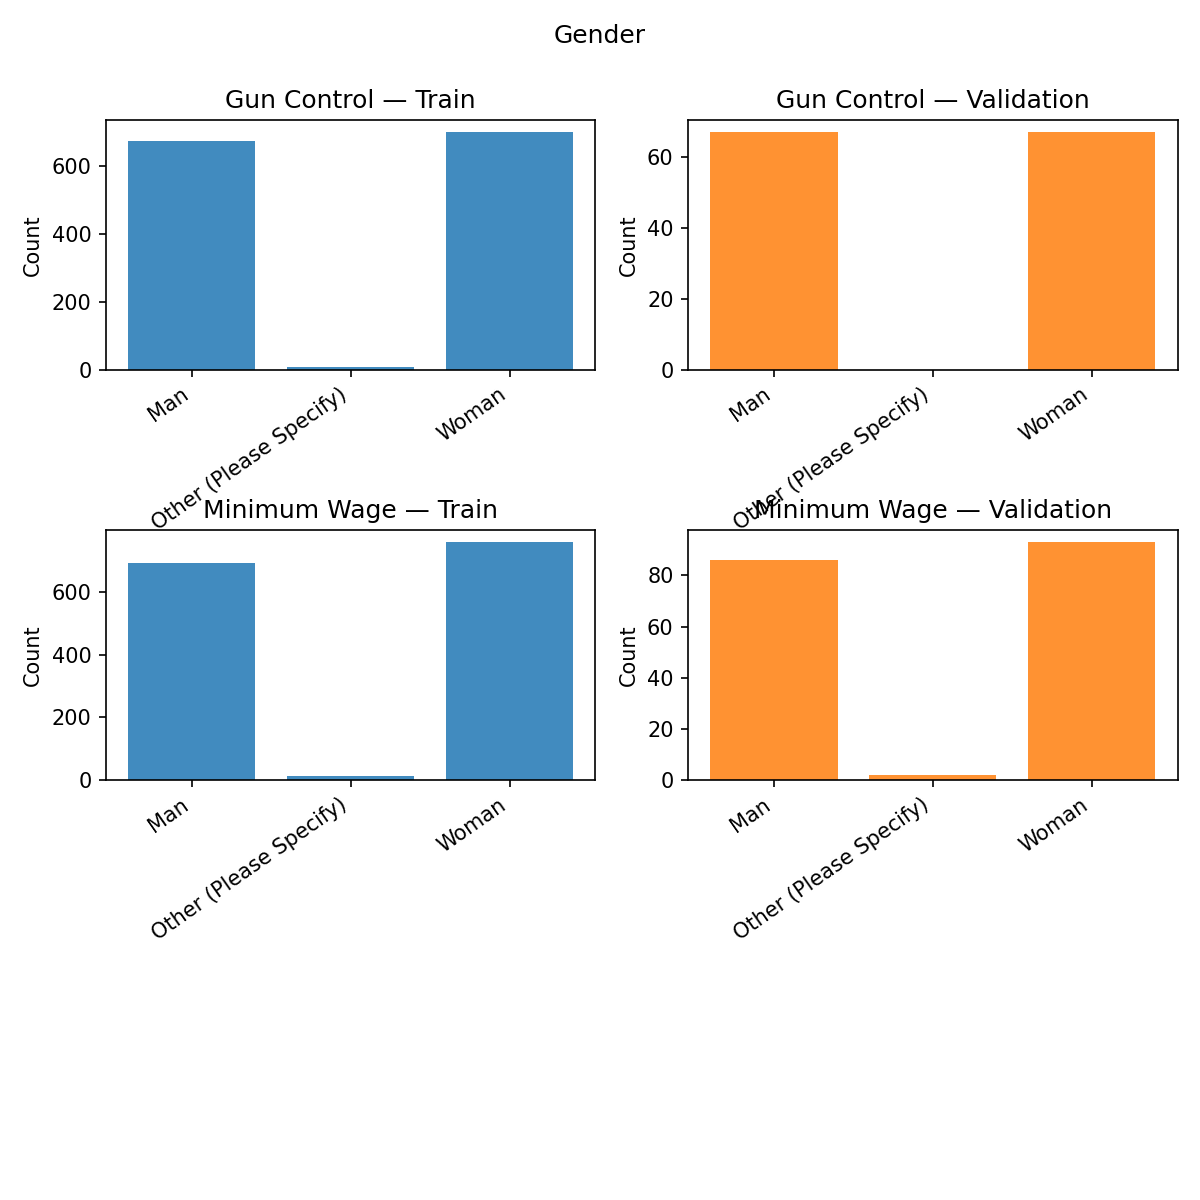 Gender
Gun Control — Train
Count
600
400
200
0
Man
Other (Please Specify)
Woman
Gun Control — Validation
Count
60
40
20
0
Man
Other (Please Specify)
Woman
Minimum Wage — Train
Count
600
400
200
0
Man
Other (Please Specify)
Woman
Minimum Wage — Validation
Count
80
60
40
20
0
Man
Other (Please Specify)
Woman